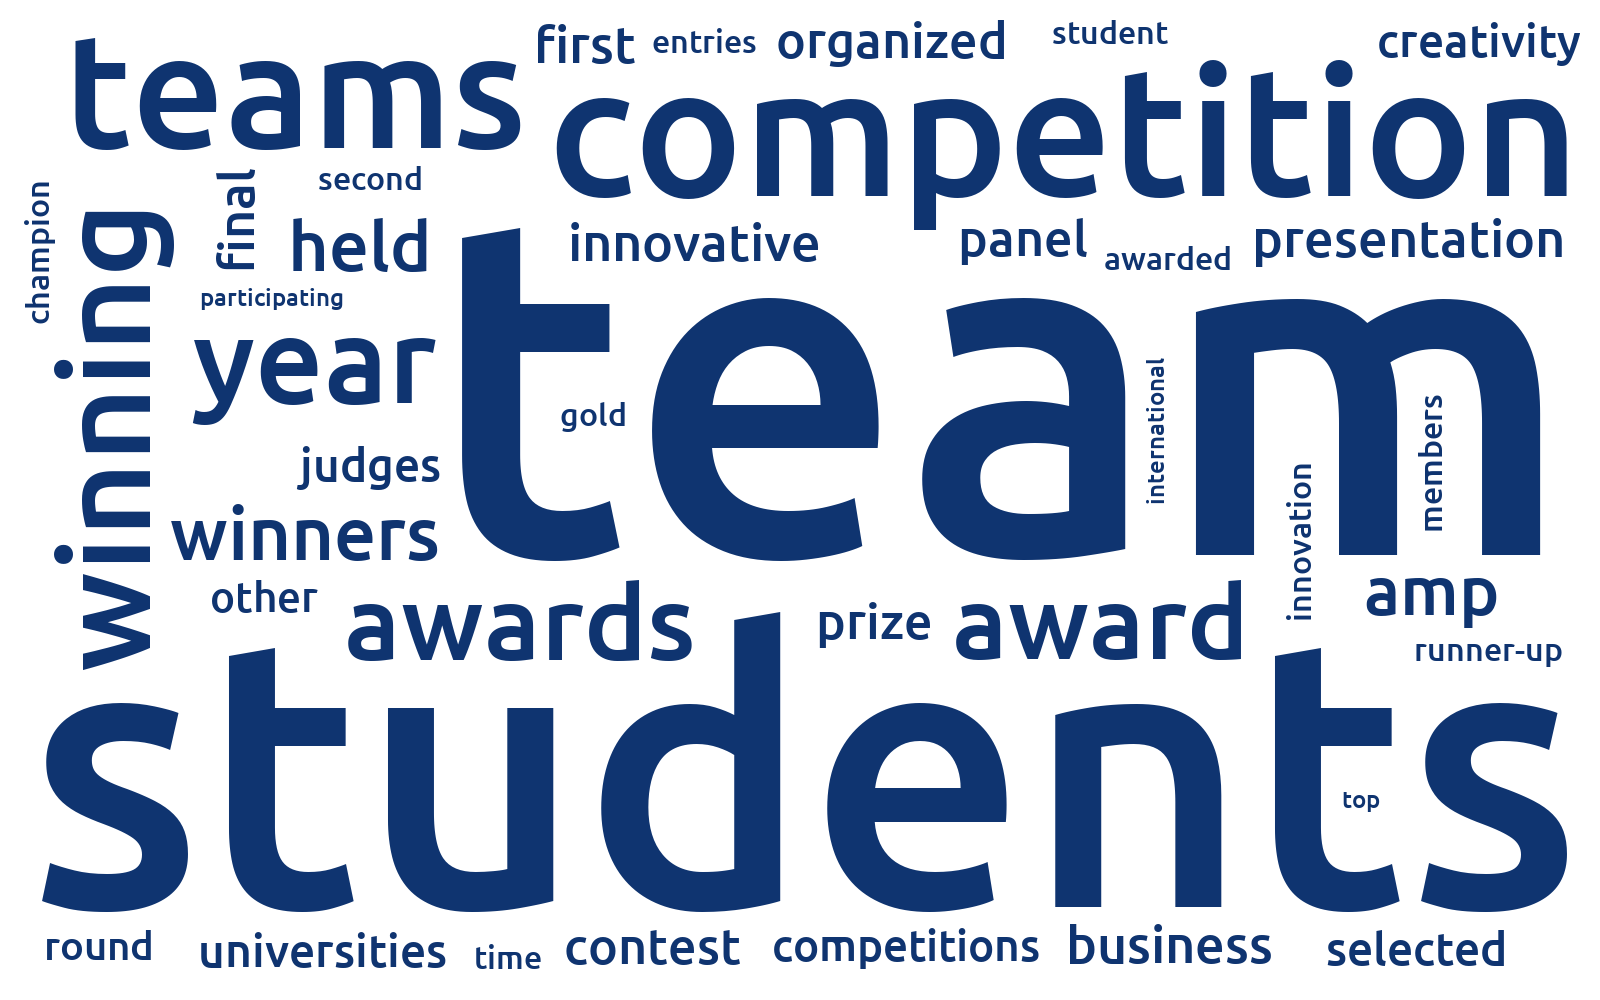 first entries organized student creativity
teams competition
second
final
champion
winning
held innovative panel awarded presentation
participating
team
year
gold
international
members
judges
innovation
winners
other awards prize award amp
runner-up
students
top
round universities time contest competitions business selected